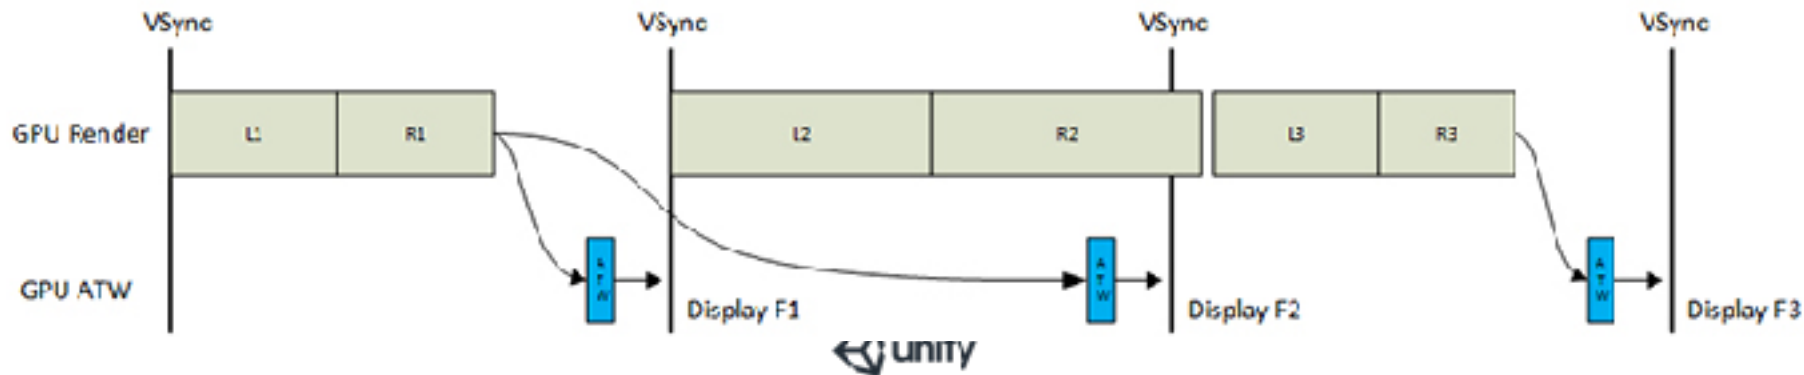 VSync VSync VSync VSync
GPU Render L1 R1 L2 R2 L3 R3
GPU ATW ATW ATW ATW
Display F1 Display F2 Display F3
unity